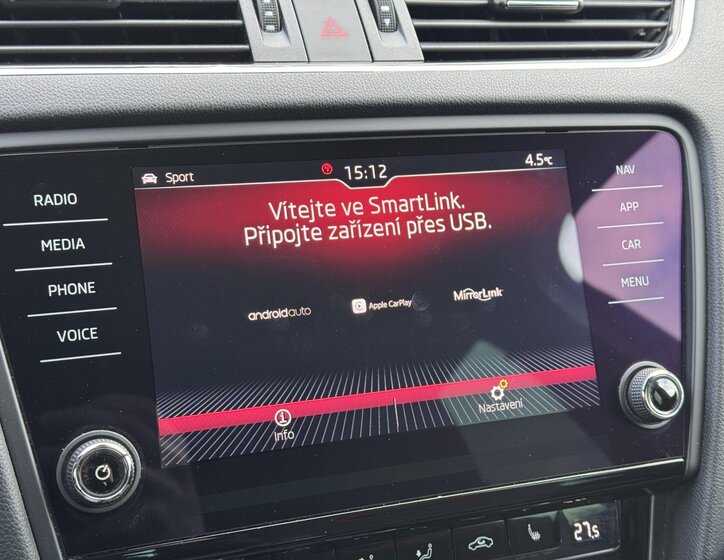 Sport
15:12
4.5°C
RADIO
MEDIA
PHONE
VOICE
Vítejte ve SmartLink.
Připojte zařízení přes USB.
androidauto
Apple CarPlay
MirrorLink
Info
Nastavení
NAV
APP
CAR
MENU
27.5